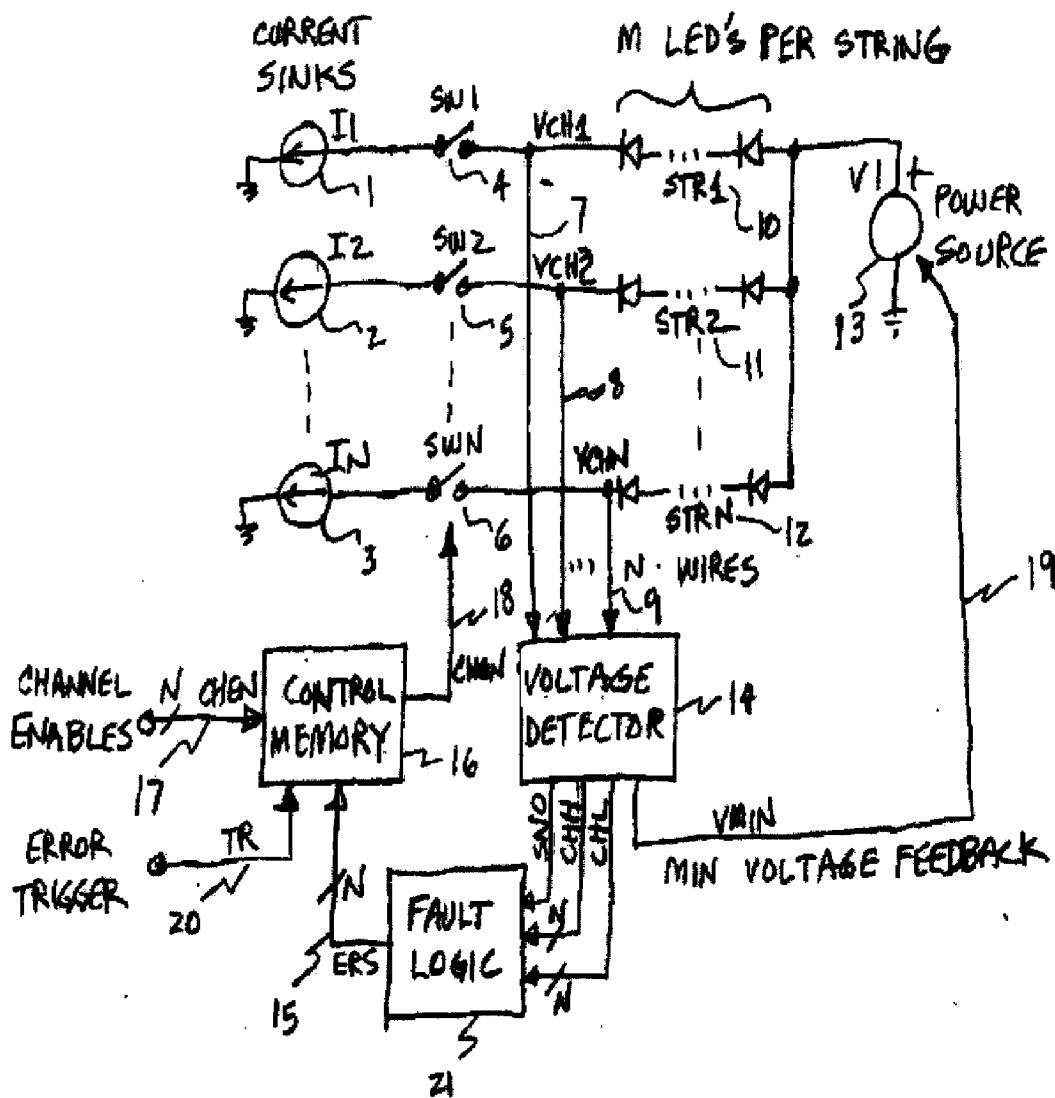 CURRENT
SINKS
M LED'S PER STRING
I1
SW1
VCH1
STR1
V1 +
POWER
SOURCE
1
4
7
10
13
I2
SW2
VCH2
STR2
2
5
8
11
IN
SWN
VCHN
STRN
3
6
12
... N WIRES
9
18
19
CHANNEL
ENABLES
N
CHEN
17
CONTROL
MEMORY
16
CHON
VOLTAGE
DETECTOR
14
ERROR
TRIGGER
TR
20
SNO
CHH
CHL
VMIN
MIN VOLTAGE FEEDBACK
N
ERS
15
FAULT
LOGIC
N
N
21